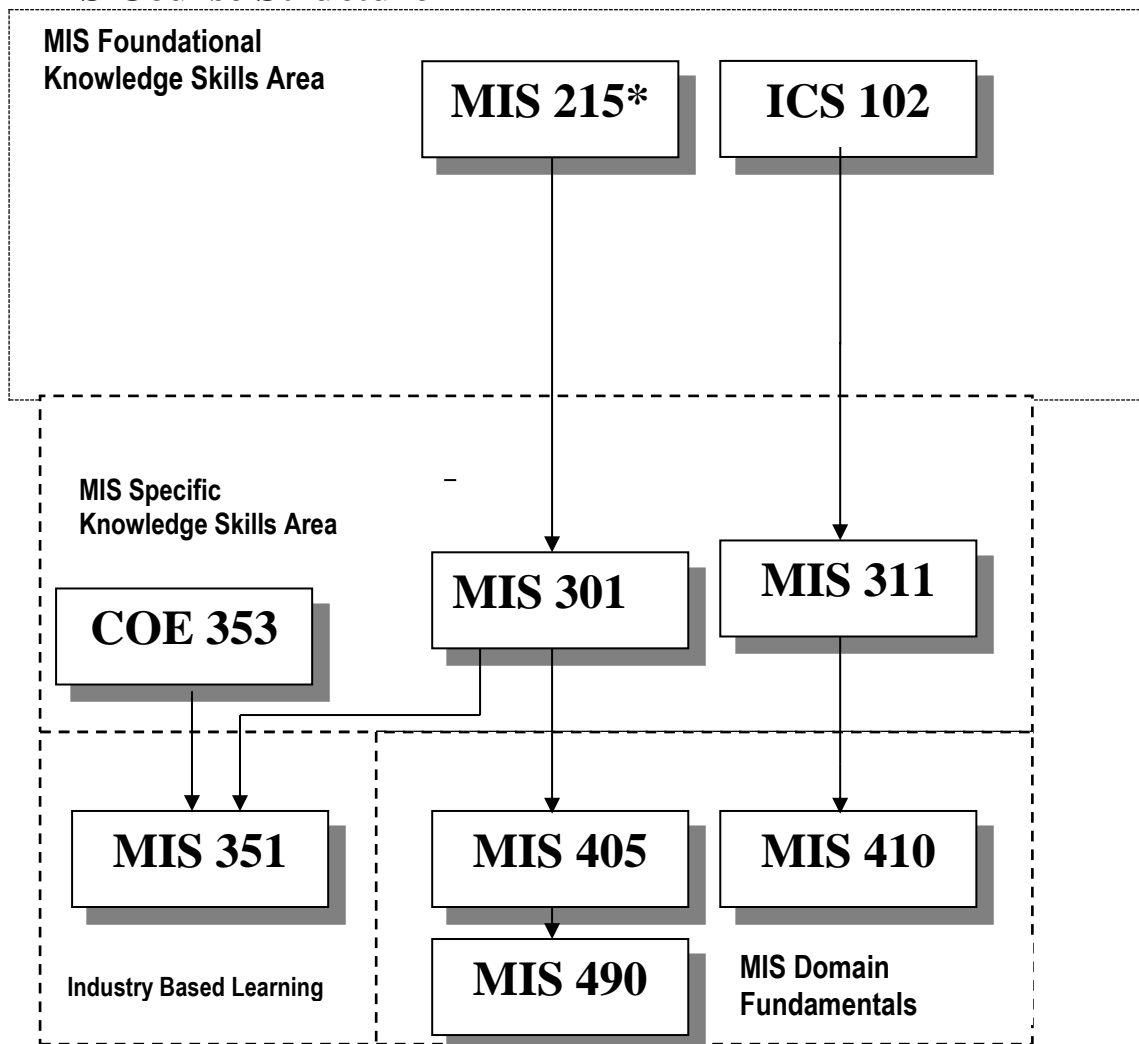 MIS Foundational
Knowledge Skills Area
MIS 215*
ICS 102
MIS Specific
Knowledge Skills Area
MIS 301
MIS 311
COE 353
MIS 351
MIS 405
MIS 410
MIS 490
Industry Based Learning
MIS Domain
Fundamentals